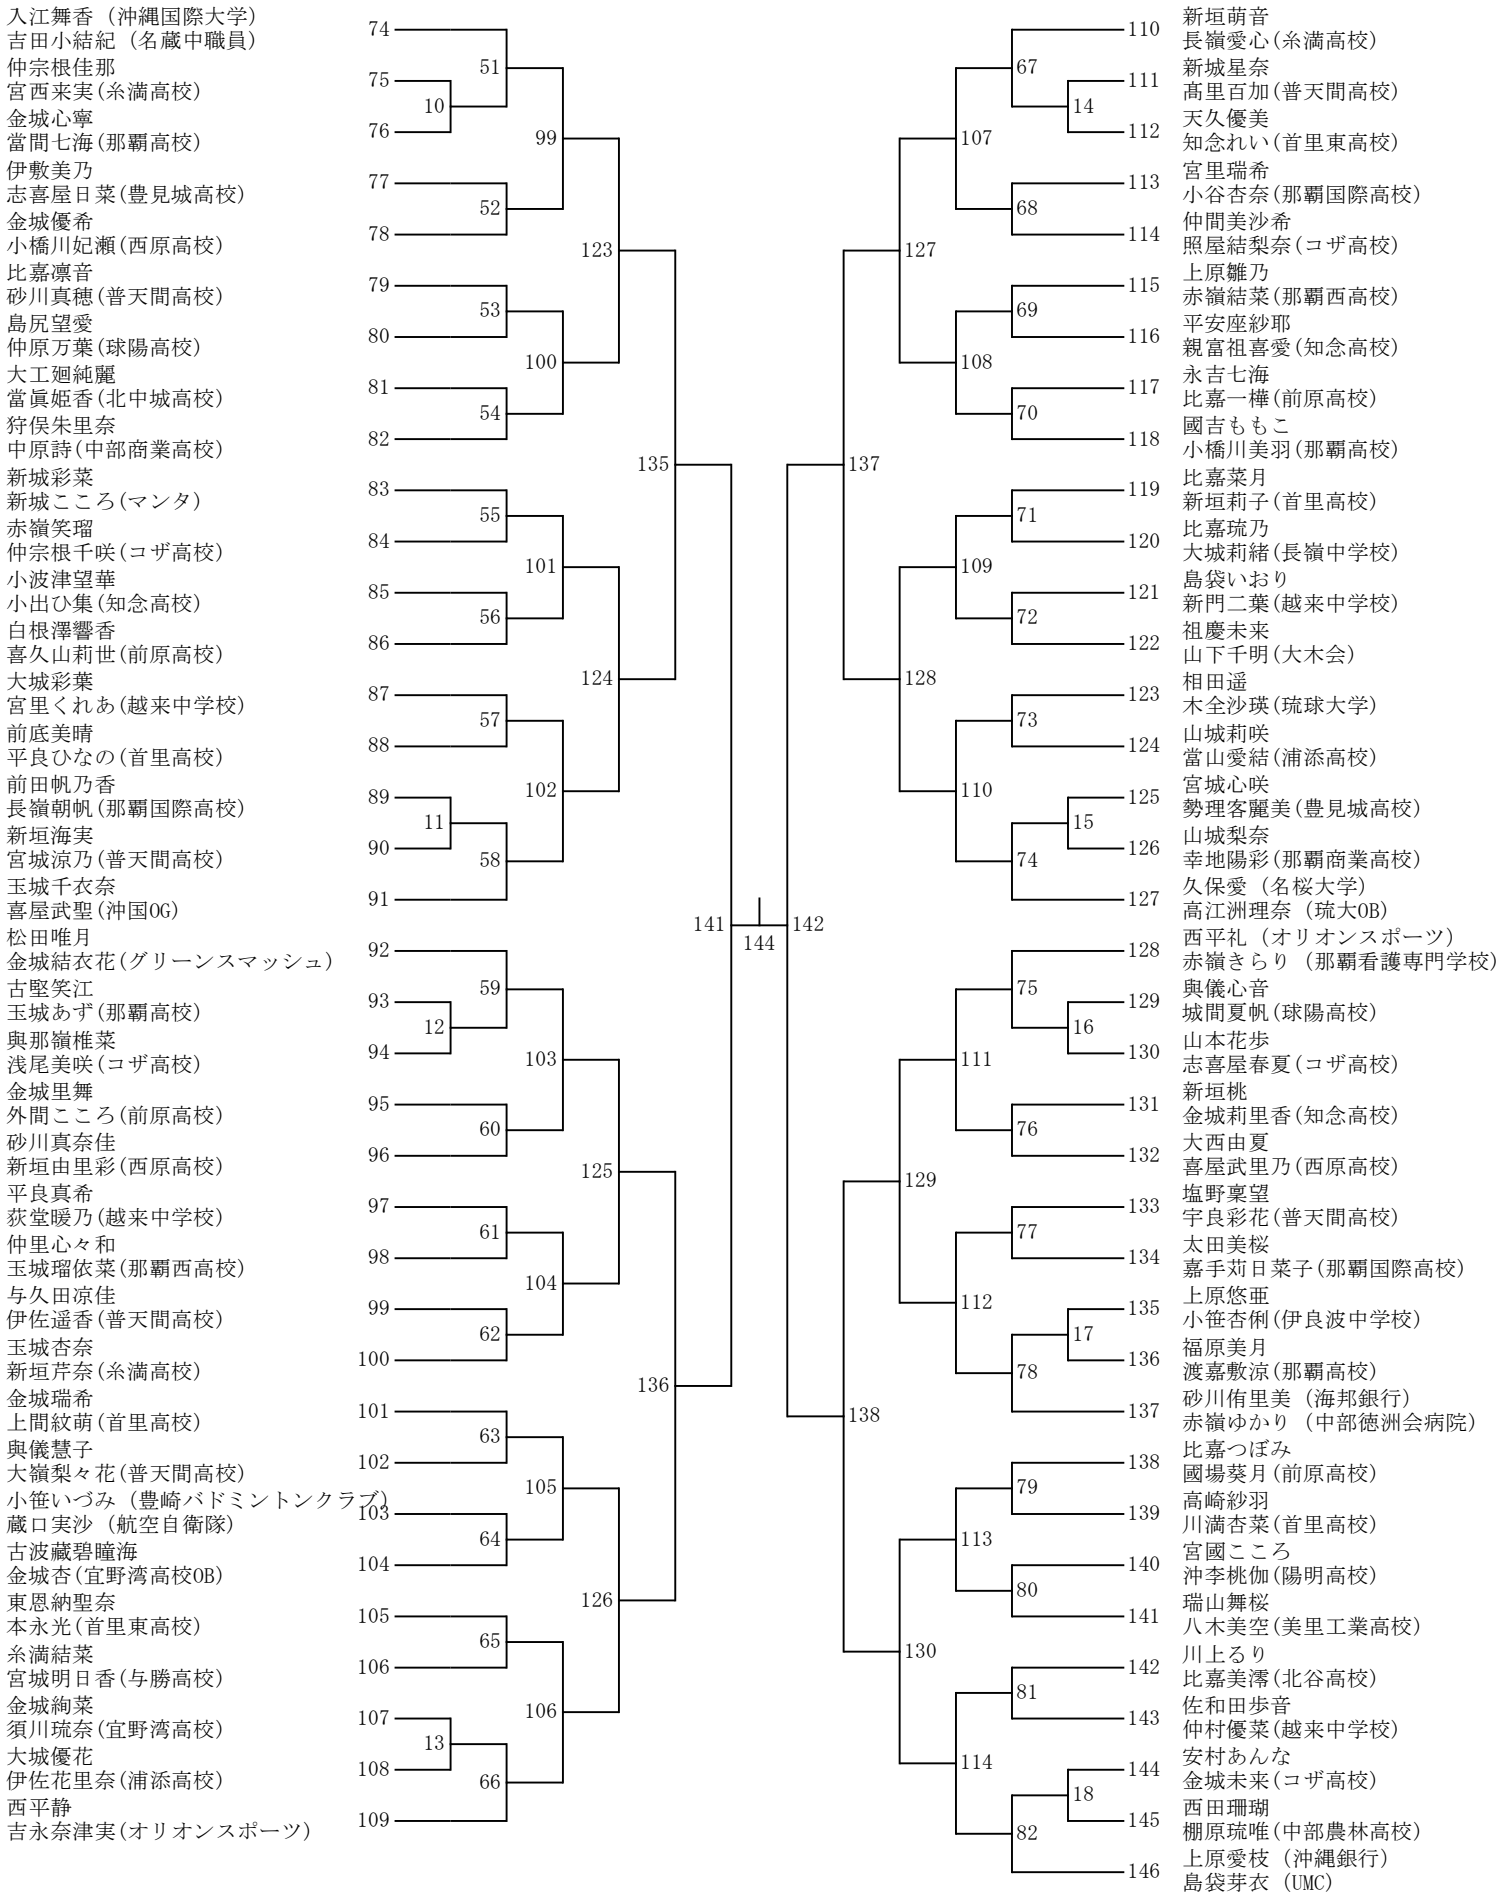 入江舞香 (沖縄国際大学)
吉田小結紀 (名蔵中職員)
74
仲宗根佳那
宮西来実(糸満高校)
75
金城心寧
當間七海(那覇高校)
76
伊敷美乃
志喜屋日菜(豊見城高校)
77
金城優希
小橋川妃瀬(西原高校)
78
比嘉凛音
砂川真穂(普天間高校)
79
島尻望愛
仲原万葉(球陽高校)
80
大工廻純麗
當眞姫香(北中城高校)
81
狩俣朱里奈
中原詩(中部商業高校)
82
新城彩菜
新城こころ(マンタ)
83
赤嶺笑瑠
仲宗根千咲(コザ高校)
84
小波津望華
小出ひ集(知念高校)
85
白根澤響香
喜久山莉世(前原高校)
86
大城彩葉
宮里くれあ(越来中学校)
87
前底美晴
平良ひなの(首里高校)
88
前田帆乃香
長嶺朝帆(那覇国際高校)
89
新垣海実
宮城涼乃(普天間高校)
90
玉城千衣奈
喜屋武聖(沖国OG)
91
松田唯月
金城結衣花(グリーンスマッシュ)
92
古堅笑江
玉城あず(那覇高校)
93
與那嶺椎菜
浅尾美咲(コザ高校)
94
金城里舞
外間こころ(前原高校)
95
砂川真奈佳
新垣由里彩(西原高校)
96
平良真希
荻堂暖乃(越来中学校)
97
仲里心々和
玉城瑠依菜(那覇西高校)
98
与久田凉佳
伊佐遥香(普天間高校)
99
玉城杏奈
新垣芹奈(糸満高校)
100
金城瑞希
上間紋萌(首里高校)
101
與儀慧子
大嶺梨々花(普天間高校)
102
小笹いづみ (豊崎バドミントンクラブ)
蔵口実沙 (航空自衛隊)
103
古波藏碧瞳海
金城杏(宜野湾高校OB)
104
東恩納聖奈
本永光(首里東高校)
105
糸満結菜
宮城明日香(与勝高校)
106
金城絢菜
須川琉奈(宜野湾高校)
107
大城優花
伊佐花里奈(浦添高校)
108
西平静
吉永奈津実(オリオンスポーツ)
109
10
11
12
13
51
52
53
54
55
56
57
58
59
60
61
62
63
64
65
66
99
100
101
102
103
104
105
106
123
124
125
126
135
136
141
144
142
137
138
127
128
129
130
107
108
109
110
111
112
113
114
67
68
69
70
71
72
73
74
75
76
77
78
79
80
81
82
14
15
16
17
18
110
新垣萌音
長嶺愛心(糸満高校)
111
新城星奈
髙里百加(普天間高校)
112
天久優美
知念れい(首里東高校)
113
宮里瑞希
小谷杏奈(那覇国際高校)
114
仲間美沙希
照屋結梨奈(コザ高校)
115
上原雛乃
赤嶺結菜(那覇西高校)
116
平安座紗耶
親富祖喜愛(知念高校)
117
永吉七海
比嘉一樺(前原高校)
118
國吉ももこ
小橋川美羽(那覇高校)
119
比嘉菜月
新垣莉子(首里高校)
120
比嘉琉乃
大城莉緒(長嶺中学校)
121
島袋いおり
新門二葉(越来中学校)
122
祖慶未来
山下千明(大木会)
123
相田遥
木全沙瑛(琉球大学)
124
山城莉咲
當山愛結(浦添高校)
125
宮城心咲
勢理客麗美(豊見城高校)
126
山城梨奈
幸地陽彩(那覇商業高校)
127
久保愛 (名桜大学)
高江洲理奈 (琉大OB)
128
西平礼 (オリオンスポーツ)
赤嶺きらり (那覇看護専門学校)
129
與儀心音
城間夏帆(球陽高校)
130
山本花歩
志喜屋春夏(コザ高校)
131
新垣桃
金城莉里香(知念高校)
132
大西由夏
喜屋武里乃(西原高校)
133
塩野稟望
宇良彩花(普天間高校)
134
太田美桜
嘉手苅日菜子(那覇国際高校)
135
上原悠亜
小笹杏俐(伊良波中学校)
136
福原美月
渡嘉敷涼(那覇高校)
137
砂川侑里美 (海邦銀行)
赤嶺ゆかり (中部徳洲会病院)
138
比嘉つぼみ
國場葵月(前原高校)
139
高崎紗羽
川満杏菜(首里高校)
140
宮國こころ
沖李桃伽(陽明高校)
141
瑞山舞桜
八木美空(美里工業高校)
142
川上るり
比嘉美澪(北谷高校)
143
佐和田歩音
仲村優菜(越来中学校)
144
安村あんな
金城未来(コザ高校)
145
西田珊瑚
棚原琉唯(中部農林高校)
146
上原愛枝 (沖縄銀行)
島袋芽衣 (UMC)